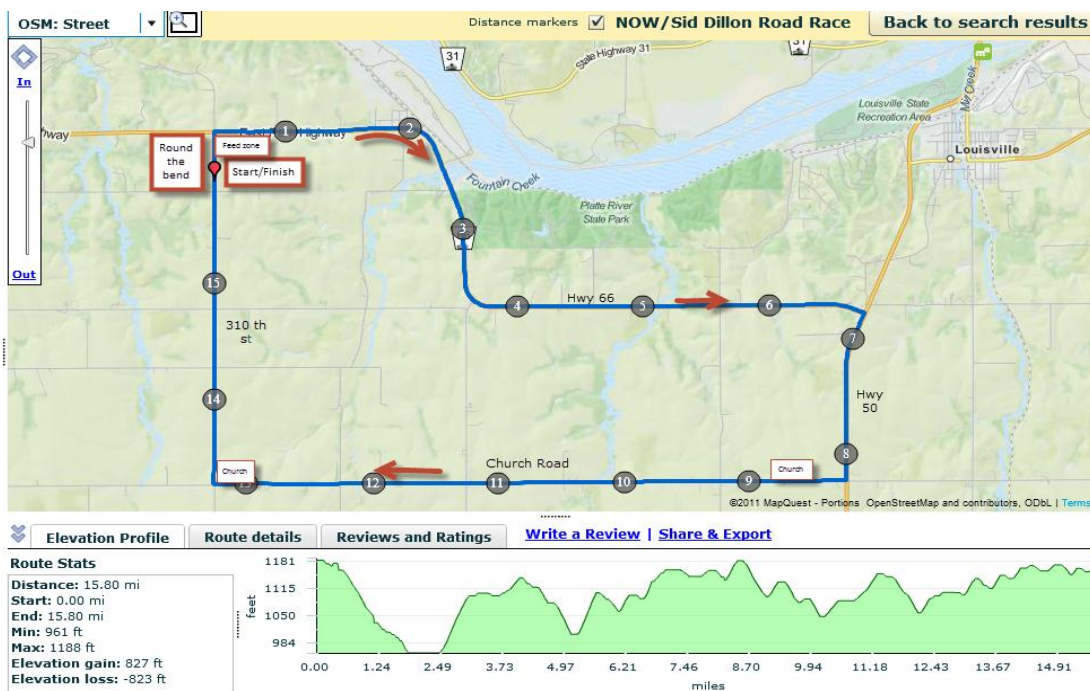 OSM: Street
Distance markers NOW/Sid Dillon Road Race Back to search results
In
Out
31
State Highway 31
31
Mill Creek
Louisville State
Recreation Area
Louisville
Round
the
bend
Feed zone
Start/Finish
1
2
3
Fountain Creek
Platte River
State Park
4
Hwy 66
5
6
7
15
310 th
st
14
Hwy
50
8
Church
Church Road
Church
12
11
10
9
©2011 MapQuest - Portions OpenStreetMap and contributors, ODbL | Terms
Elevation Profile Route details Reviews and Ratings Write a Review | Share & Export
Route Stats
Distance: 15.80 mi
Start: 0.00 mi
End: 15.80 mi
Min: 961 ft
Max: 1188 ft
Elevation gain: 827 ft
Elevation loss: -823 ft
feet
1181
1115
1050
984
0.00 1.24 2.49 3.73 4.97 6.21 7.46 8.70 9.94 11.18 12.43 13.67 14.91
miles